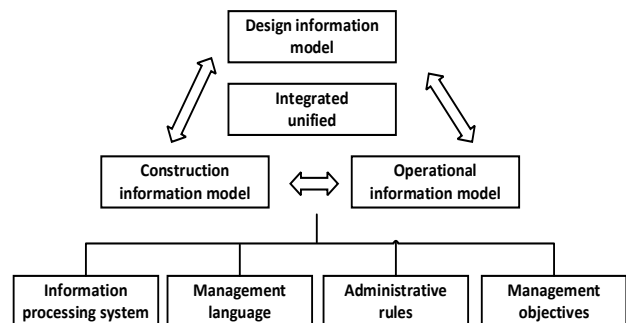 Design information
model
Integrated
unified
Construction
information model
Operational
information model
Information
processing system
Management
language
Administrative
rules
Management
objectives